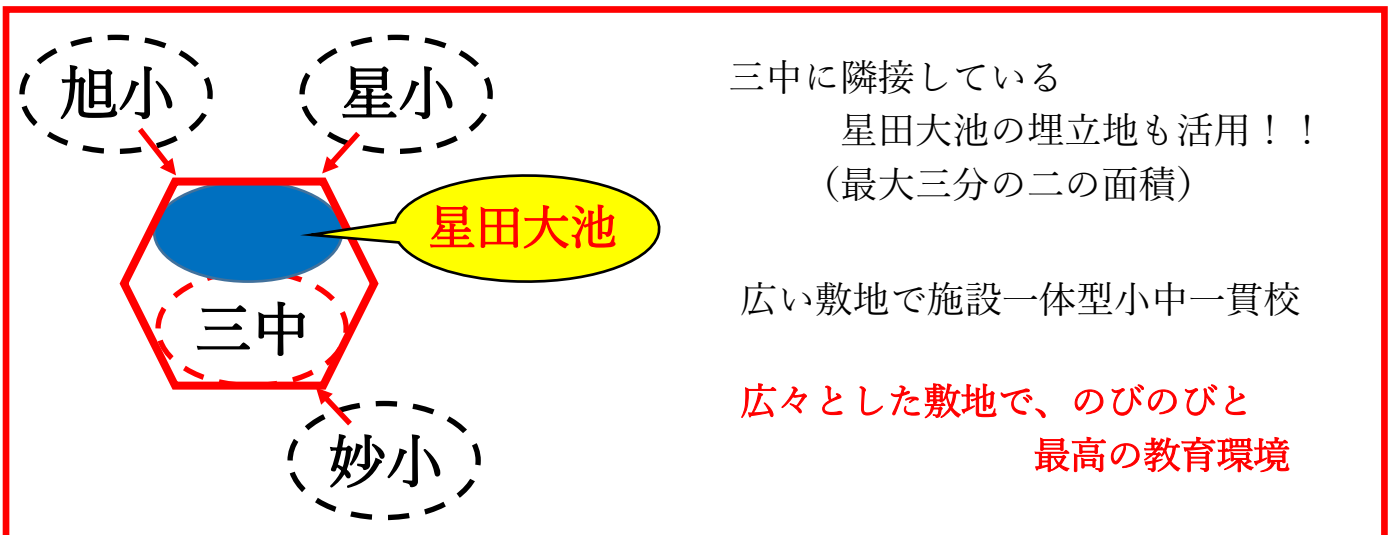 旭小
星小
星田大池
三中
妙小
三中に隣接している
星田大池の埋立地も活用！！
（最大三分の二の面積）
広い敷地で施設一体型小中一貫校
広々とした敷地で、のびのびと
最高の教育環境